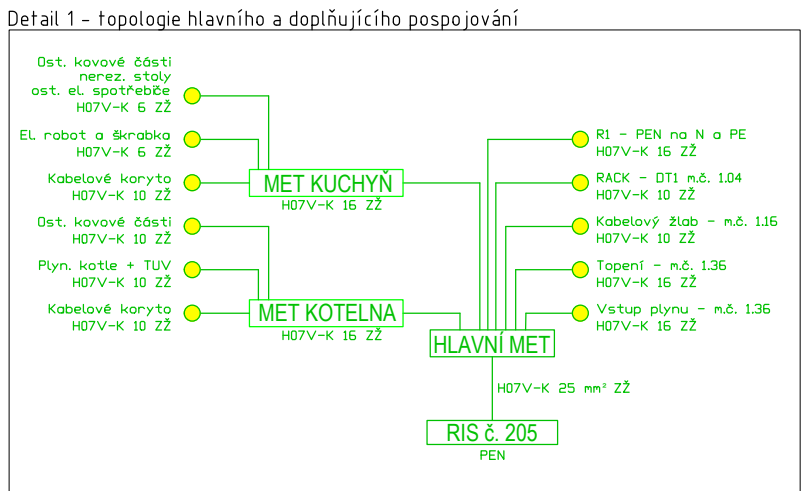 Detail 1 - topologie hlavního a doplňujícího pospojování
Ost. kovové části
nerez. stoly
ost. el. spotřebiče
H07V-K 6 ZŽ
El. robot a škrabka
H07V-K 6 ZŽ
Kabelové koryto
H07V-K 10 ZŽ
MET KUCHYŇ
H07V-K 16 ZŽ
Ost. kovové části
H07V-K 10 ZŽ
Plyn. kotle + TUV
H07V-K 10 ZŽ
Kabelové koryto
H07V-K 10 ZŽ
MET KOTELNA
H07V-K 16 ZŽ
R1 - PEN na N a PE
H07V-K 16 ZŽ
RACK - DT1 m.č. 1.04
H07V-K 10 ZŽ
Kabelový žlab - m.č. 1.16
H07V-K 10 ZŽ
Topení - m.č. 1.36
H07V-K 16 ZŽ
Vstup plynu - m.č. 1.36
H07V-K 16 ZŽ
HLAVNÍ MET
H07V-K 25 mm² ZŽ
RIS č. 205
PEN